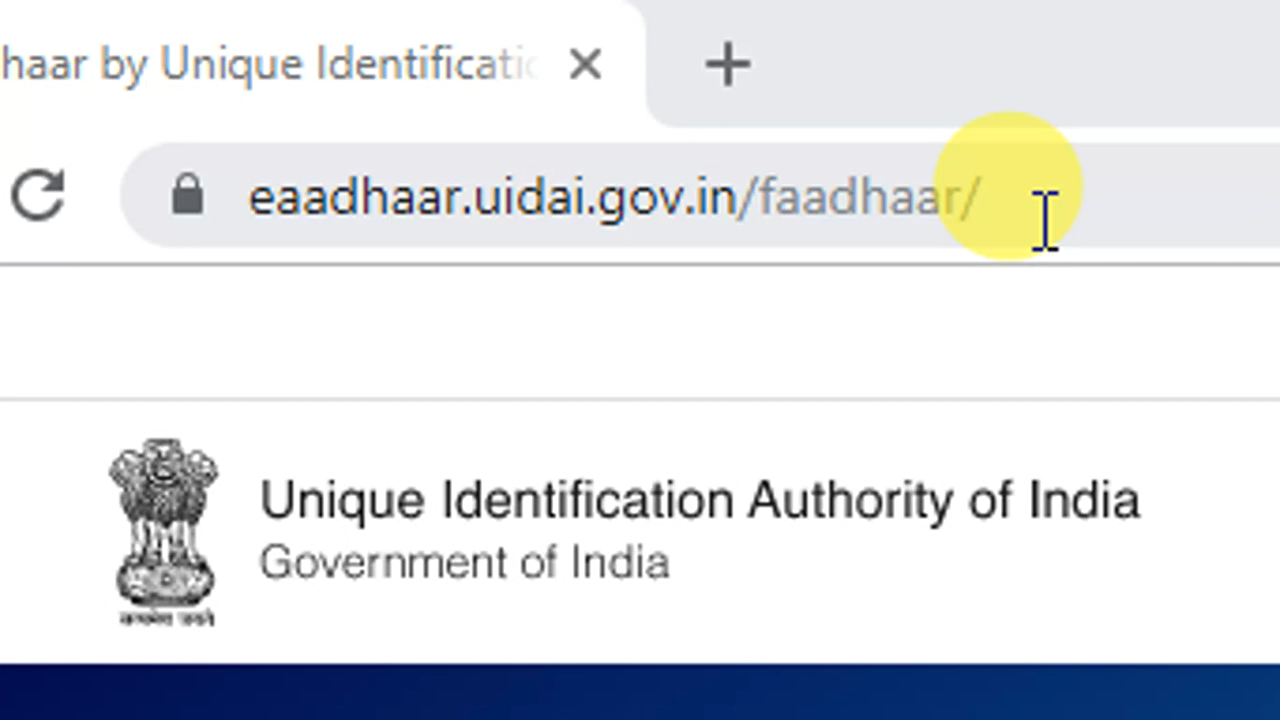 haar by Unique Identificatio
eaadhaar.uidai.gov.in/faadhaar/
Unique Identification Authority of India
Government of India